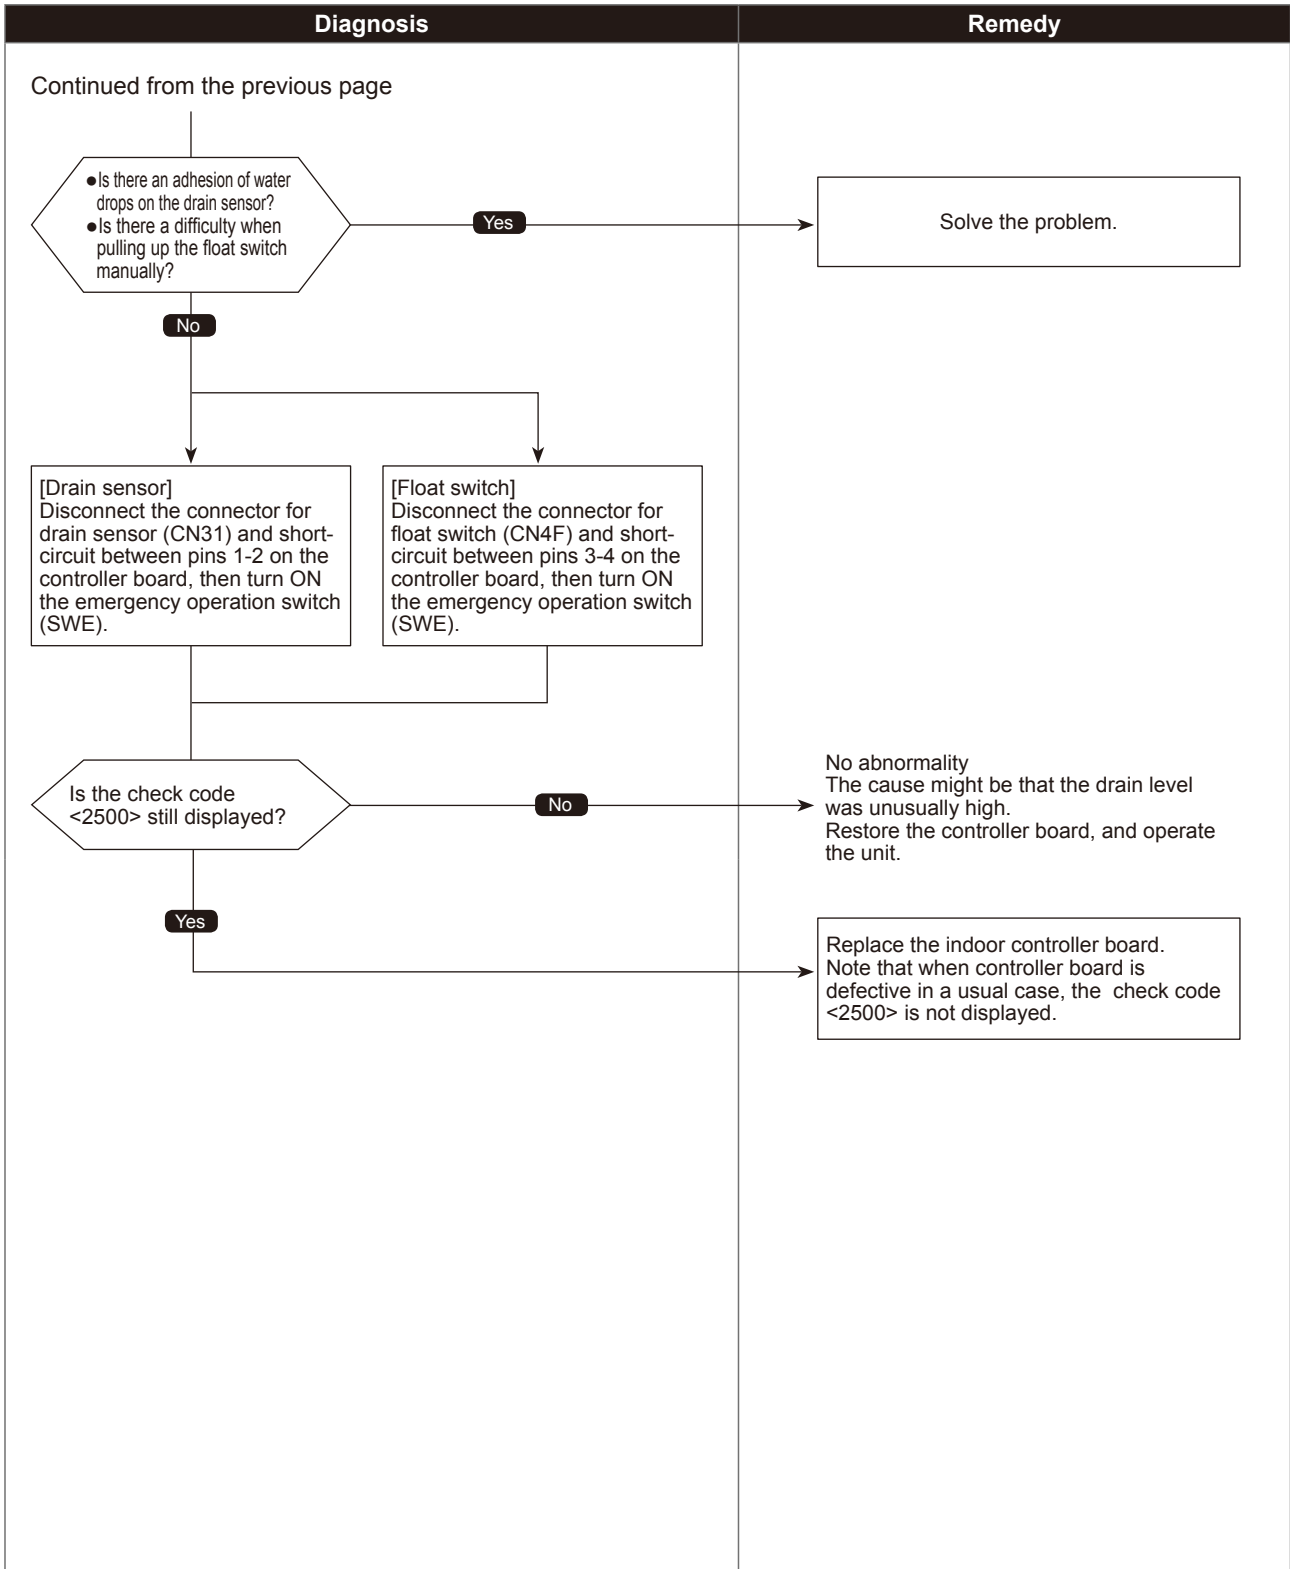 Diagnosis
Remedy
Continued from the previous page
●Is there an adhesion of water
drops on the drain sensor?
●Is there a difficulty when
pulling up the float switch
manually?
Yes
Solve the problem.
No
[Drain sensor]
Disconnect the connector for
drain sensor (CN31) and short-
circuit between pins 1-2 on the
controller board, then turn ON
the emergency operation switch
(SWE).
[Float switch]
Disconnect the connector for
float switch (CN4F) and short-
circuit between pins 3-4 on the
controller board, then turn ON
the emergency operation switch
(SWE).
Is the check code
<2500> still displayed?
No
No abnormality
The cause might be that the drain level
was unusually high.
Restore the controller board, and operate
the unit.
Yes
Replace the indoor controller board.
Note that when controller board is
defective in a usual case, the  check code
<2500> is not displayed.